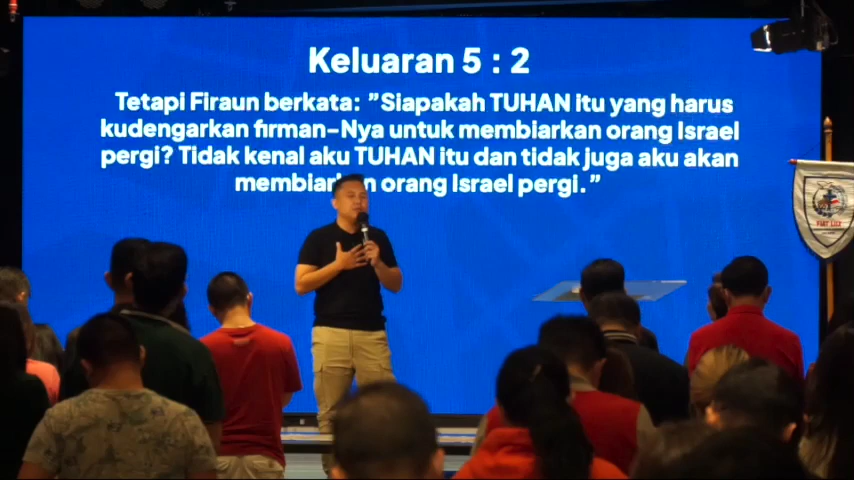 Keluaran 5 : 2
Tetapi Firaun berkata: ”Siapakah TUHAN itu yang harus
kudengarkan firman-Nya untuk membiarkan orang Israel
pergi? Tidak kenal aku TUHAN itu dan tidak juga aku akan
membiarkan orang Israel pergi.”